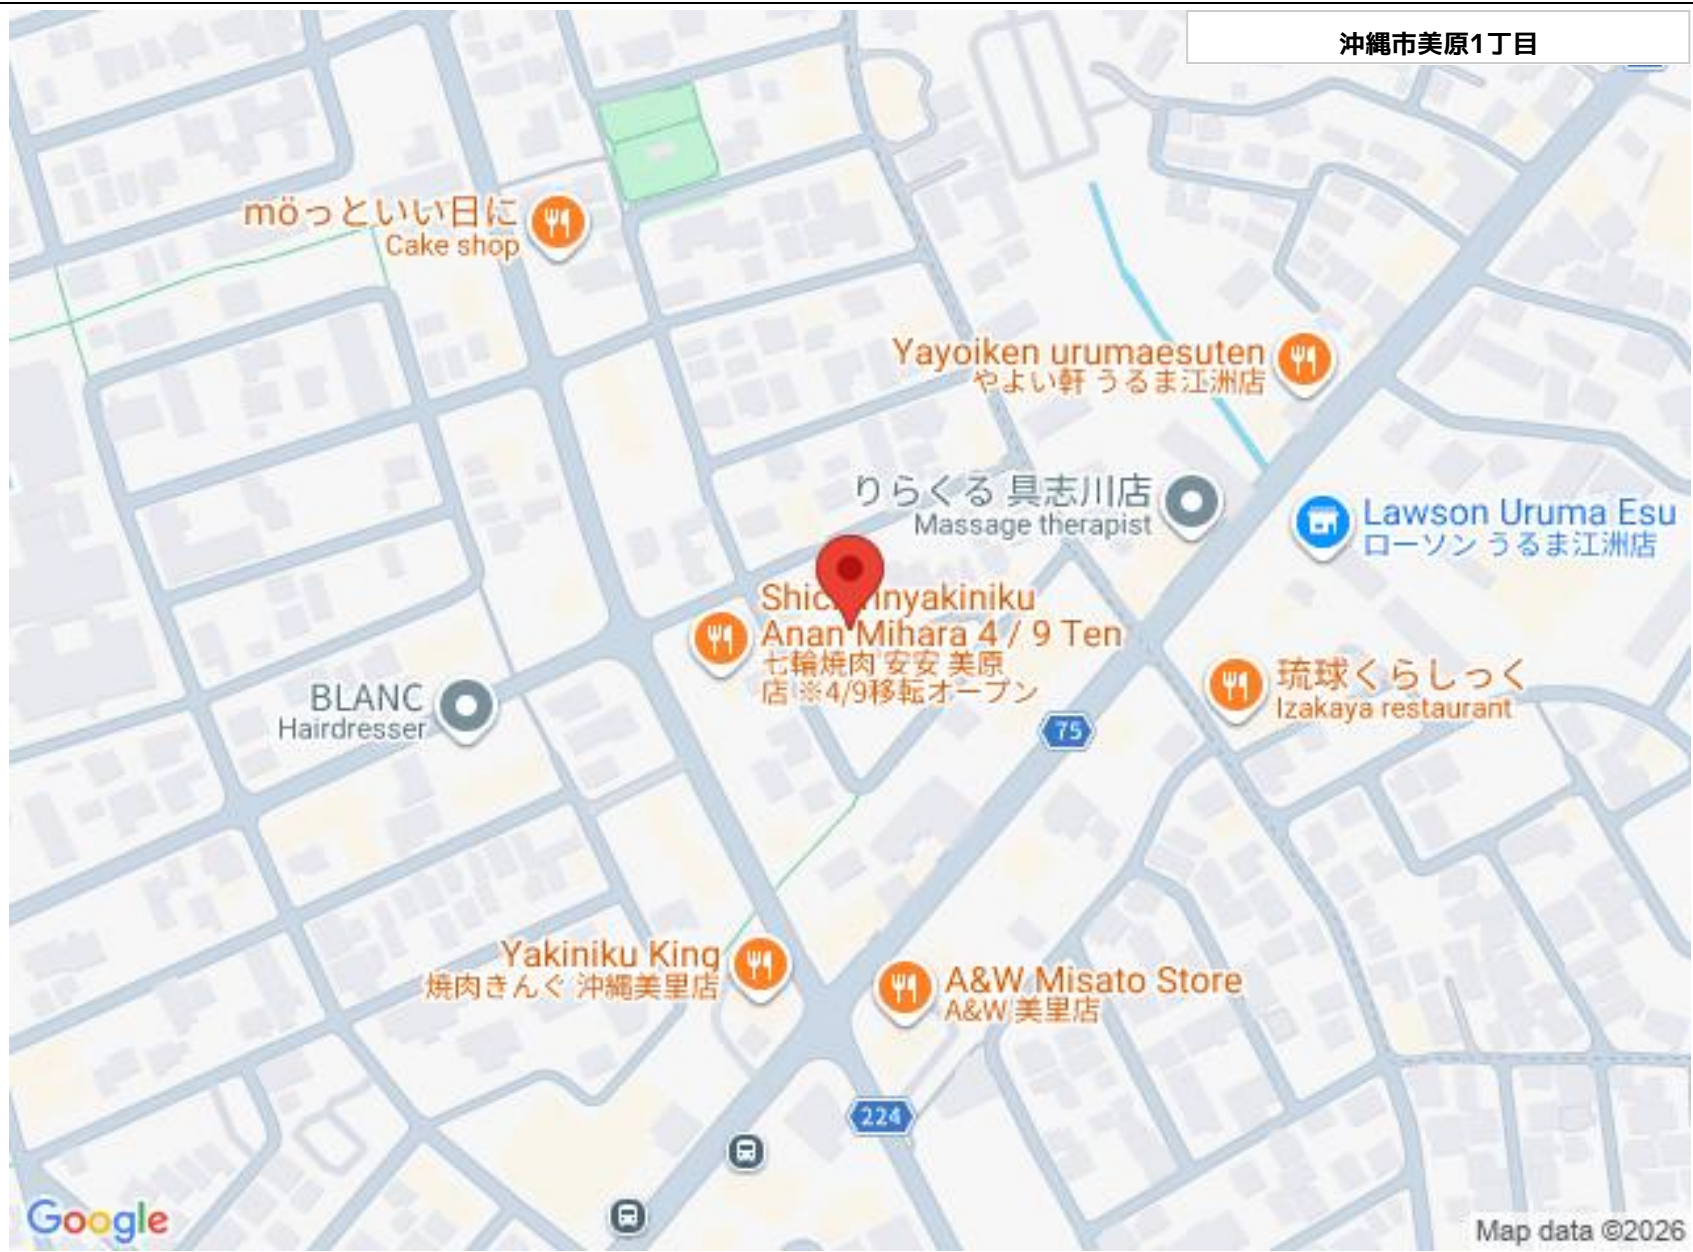 沖縄市美原1丁目
möっといい日に
Cake shop
Yayoiken urumaesuten
やよい軒 うるま江洲店
りらくる 具志川店
Massage therapist
Lawson Uruma Esu
ローソン うるま江洲店
Anan Mihara 4 / 9 Ten
七輪焼肉 安安 美原
店 ※4/9移転オープン
琉球くらしっく
Izakaya restaurant
BLANC
Hairdresser
75
Yakiniku King
焼肉きんぐ 沖縄美里店
A&W Misato Store
A&W 美里店
224
Google
Map data ©2026